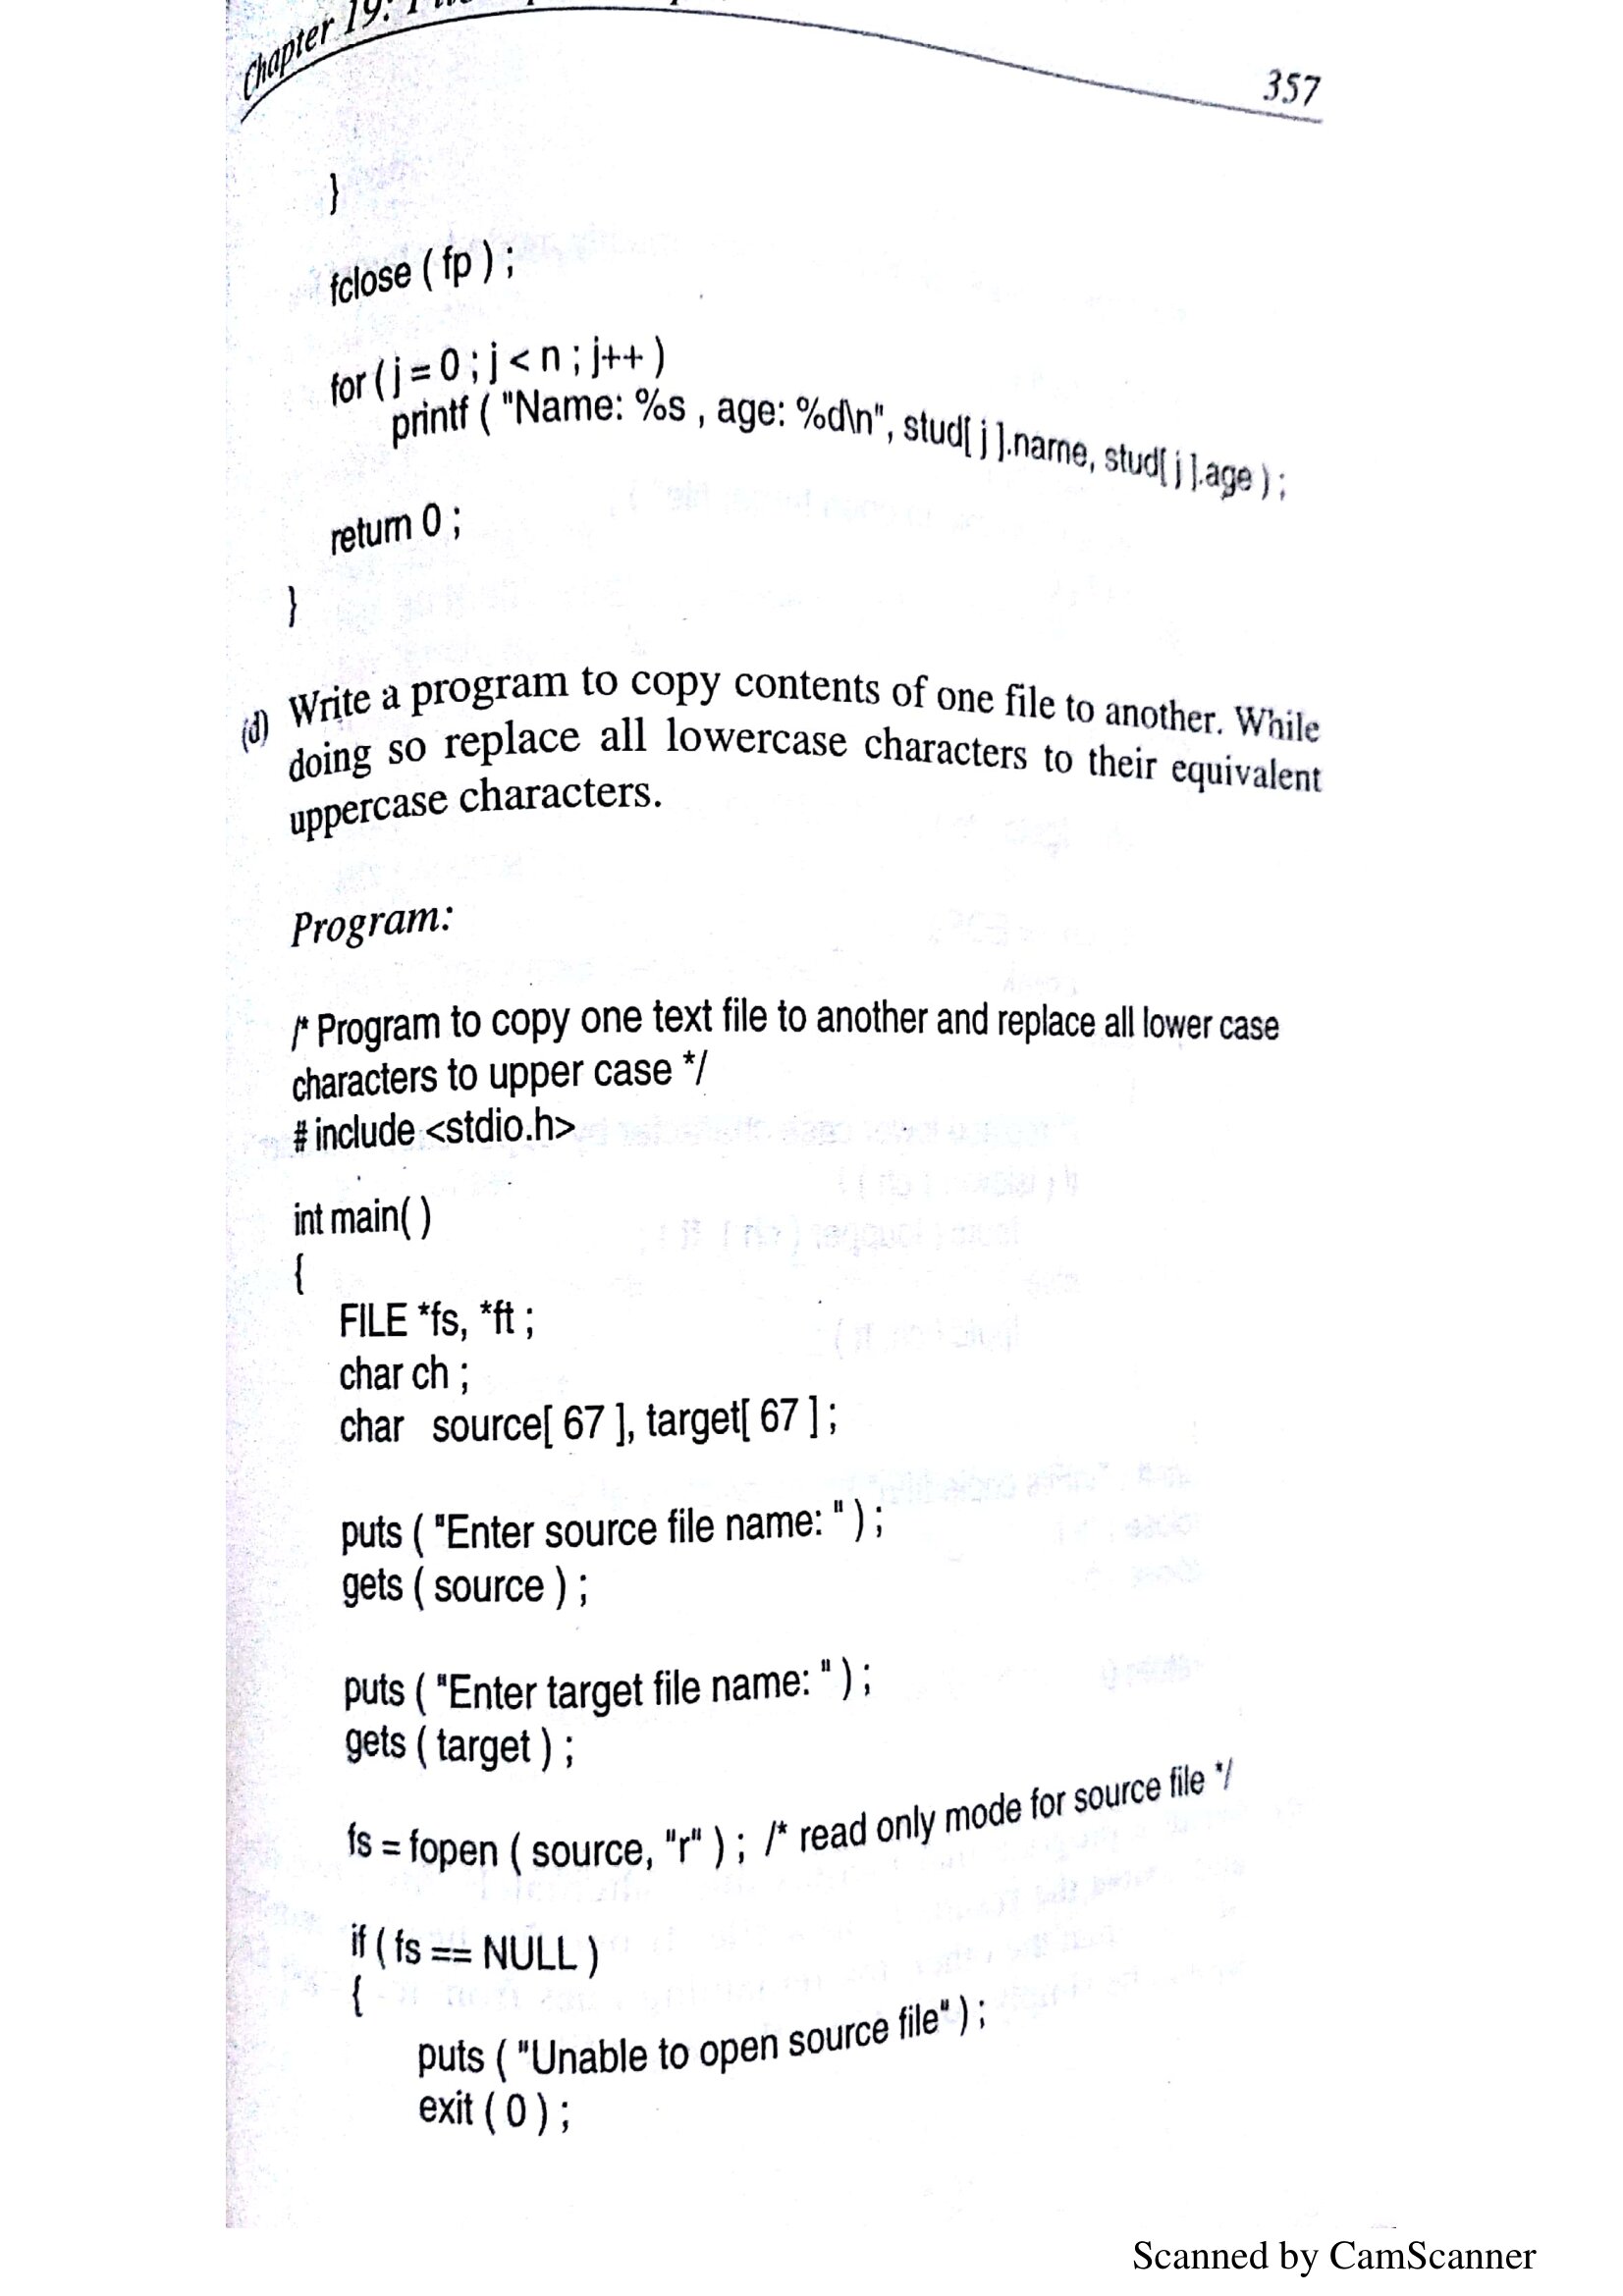 Chapter 19:
357
}
fclose ( fp ) ;
for ( j = 0 ; j < n ; j++ )
printf ( "Name: %s , age: %d\n", stud[ j ].name, stud[ j ].age ) ;
return 0 ;
}
(d) Write a program to copy contents of one file to another. While
doing so replace all lowercase characters to their equivalent
uppercase characters.
Program:
/* Program to copy one text file to another and replace all lower case
characters to upper case */
# include <stdio.h>
int main( )
{
FILE *fs, *ft ;
char ch ;
char source[ 67 ], target[ 67 ] ;
puts ( "Enter source file name: " ) ;
gets ( source ) ;
puts ( "Enter target file name: " ) ;
gets ( target ) ;
fs = fopen ( source, "r" ) ; /* read only mode for source file */
if ( fs == NULL )
{
puts ( "Unable to open source file" ) ;
exit ( 0 ) ;
Scanned by CamScanner